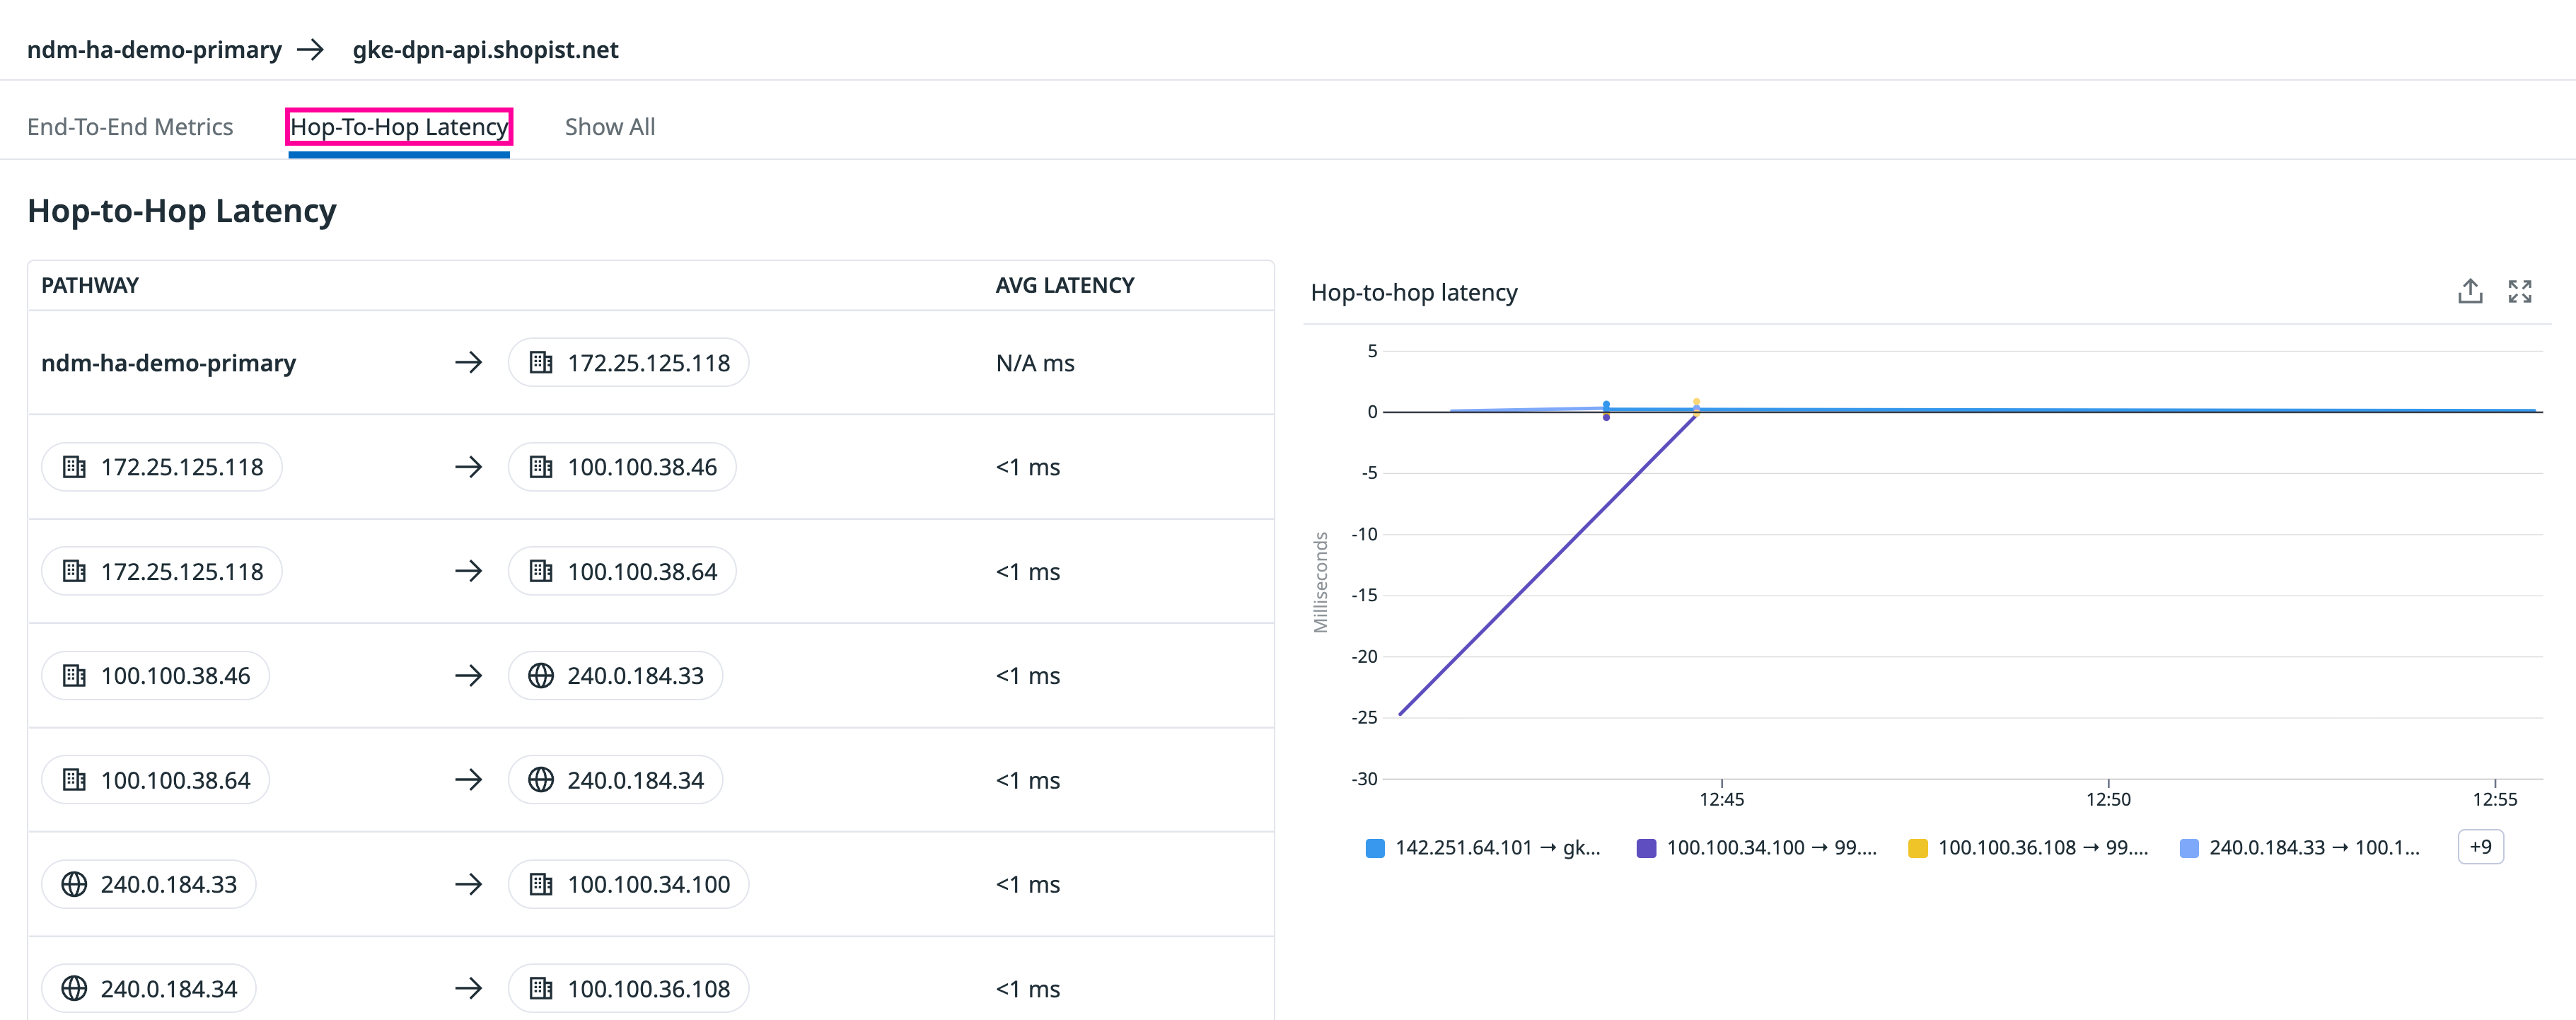 ndm-ha-demo-primary → gke-dpn-api.shopist.net
End-To-End Metrics Hop-To-Hop Latency Show All
Hop-to-Hop Latency
PATHWAY AVG LATENCY
ndm-ha-demo-primary → 172.25.125.118 N/A ms
172.25.125.118 → 100.100.38.46 <1 ms
172.25.125.118 → 100.100.38.64 <1 ms
100.100.38.46 → 240.0.184.33 <1 ms
100.100.38.64 → 240.0.184.34 <1 ms
240.0.184.33 → 100.100.34.100 <1 ms
240.0.184.34 → 100.100.36.108 <1 ms
Hop-to-hop latency
Milliseconds
5
0
-5
-10
-15
-20
-25
-30
12:45 12:50 12:55
142.251.64.101 → gk... 100.100.34.100 → 99.... 100.100.36.108 → 99.... 240.0.184.33 → 100.1... +9